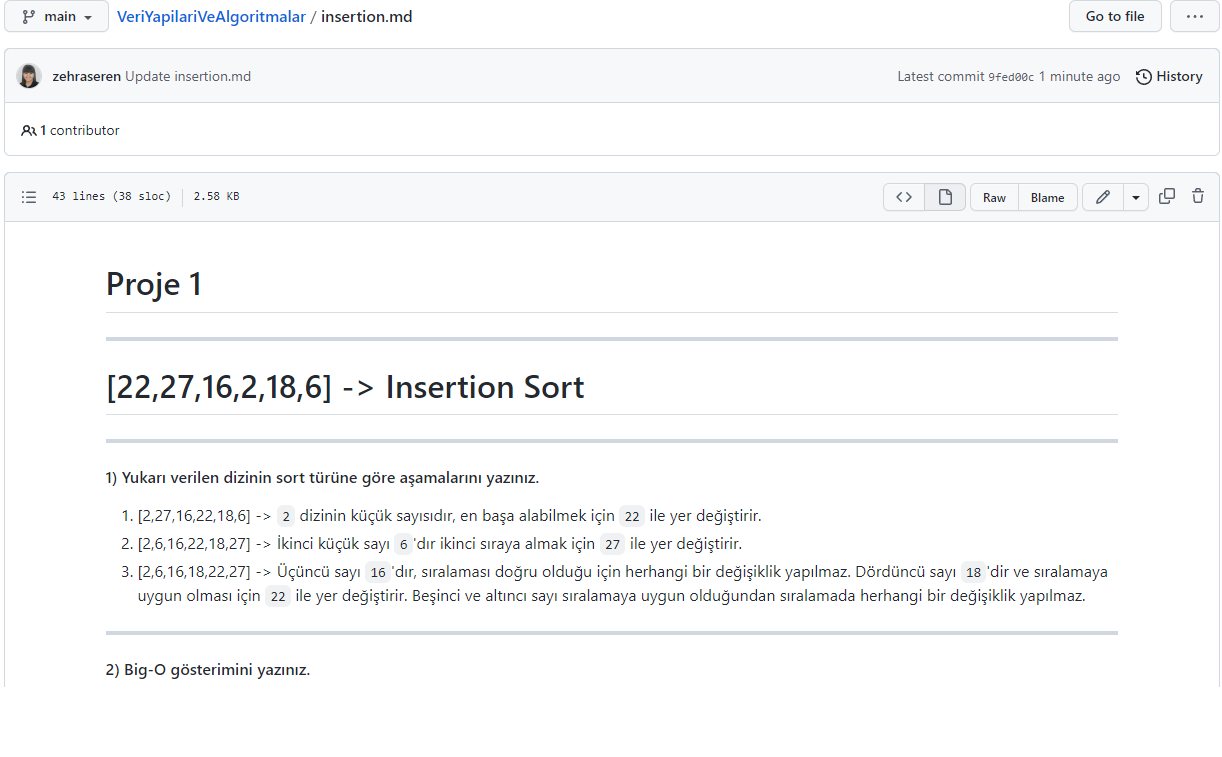 main
VeriYapilariVeAlgoritmalar / insertion.md
Go to file
...
zehraseren Update insertion.md
Latest commit 9fed00c 1 minute ago
History
1 contributor
43 lines (38 sloc)
2.58 KB
<>
Raw
Blame
Proje 1
[22,27,16,2,18,6] -> Insertion Sort
1) Yukarı verilen dizinin sort türüne göre aşamalarını yazınız.
1. [2,27,16,22,18,6] -> 2 dizinin küçük sayısıdır, en başa alabilmek için 22 ile yer değiştirir.
2. [2,6,16,22,18,27] -> İkinci küçük sayı 6'dır ikinci sıraya almak için 27 ile yer değiştirir.
3. [2,6,16,18,22,27] -> Üçüncü sayı 16'dır, sıralaması doğru olduğu için herhangi bir değişiklik yapılmaz. Dördüncü sayı 18'dir ve sıralamaya
uygun olması için 22 ile yer değiştirir. Beşinci ve altıncı sayı sıralamaya uygun olduğundan sıralamada herhangi bir değişiklik yapılmaz.
2) Big-O gösterimini yazınız.